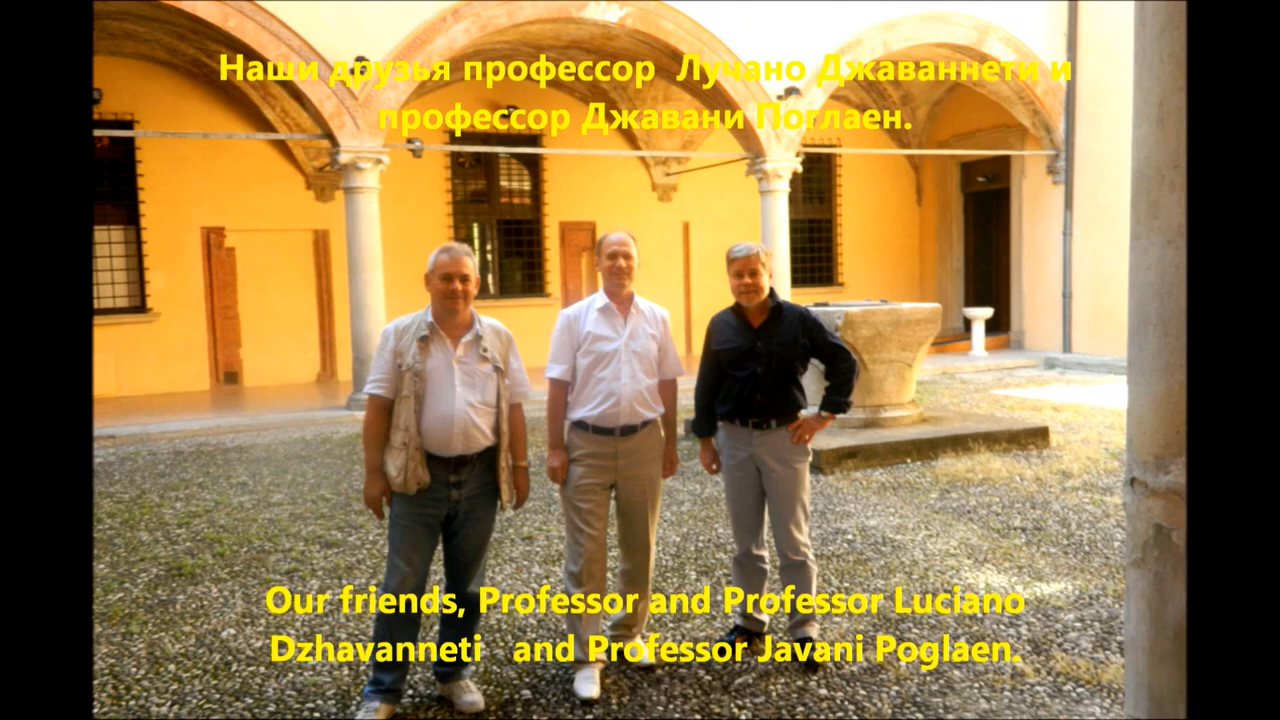 Наши друзья профессор Лучано Джаваннети и
профессор Джавани Поглаен.
Our friends, Professor and Professor Luciano
Dzhavanneti and Professor Javani Poglaen.